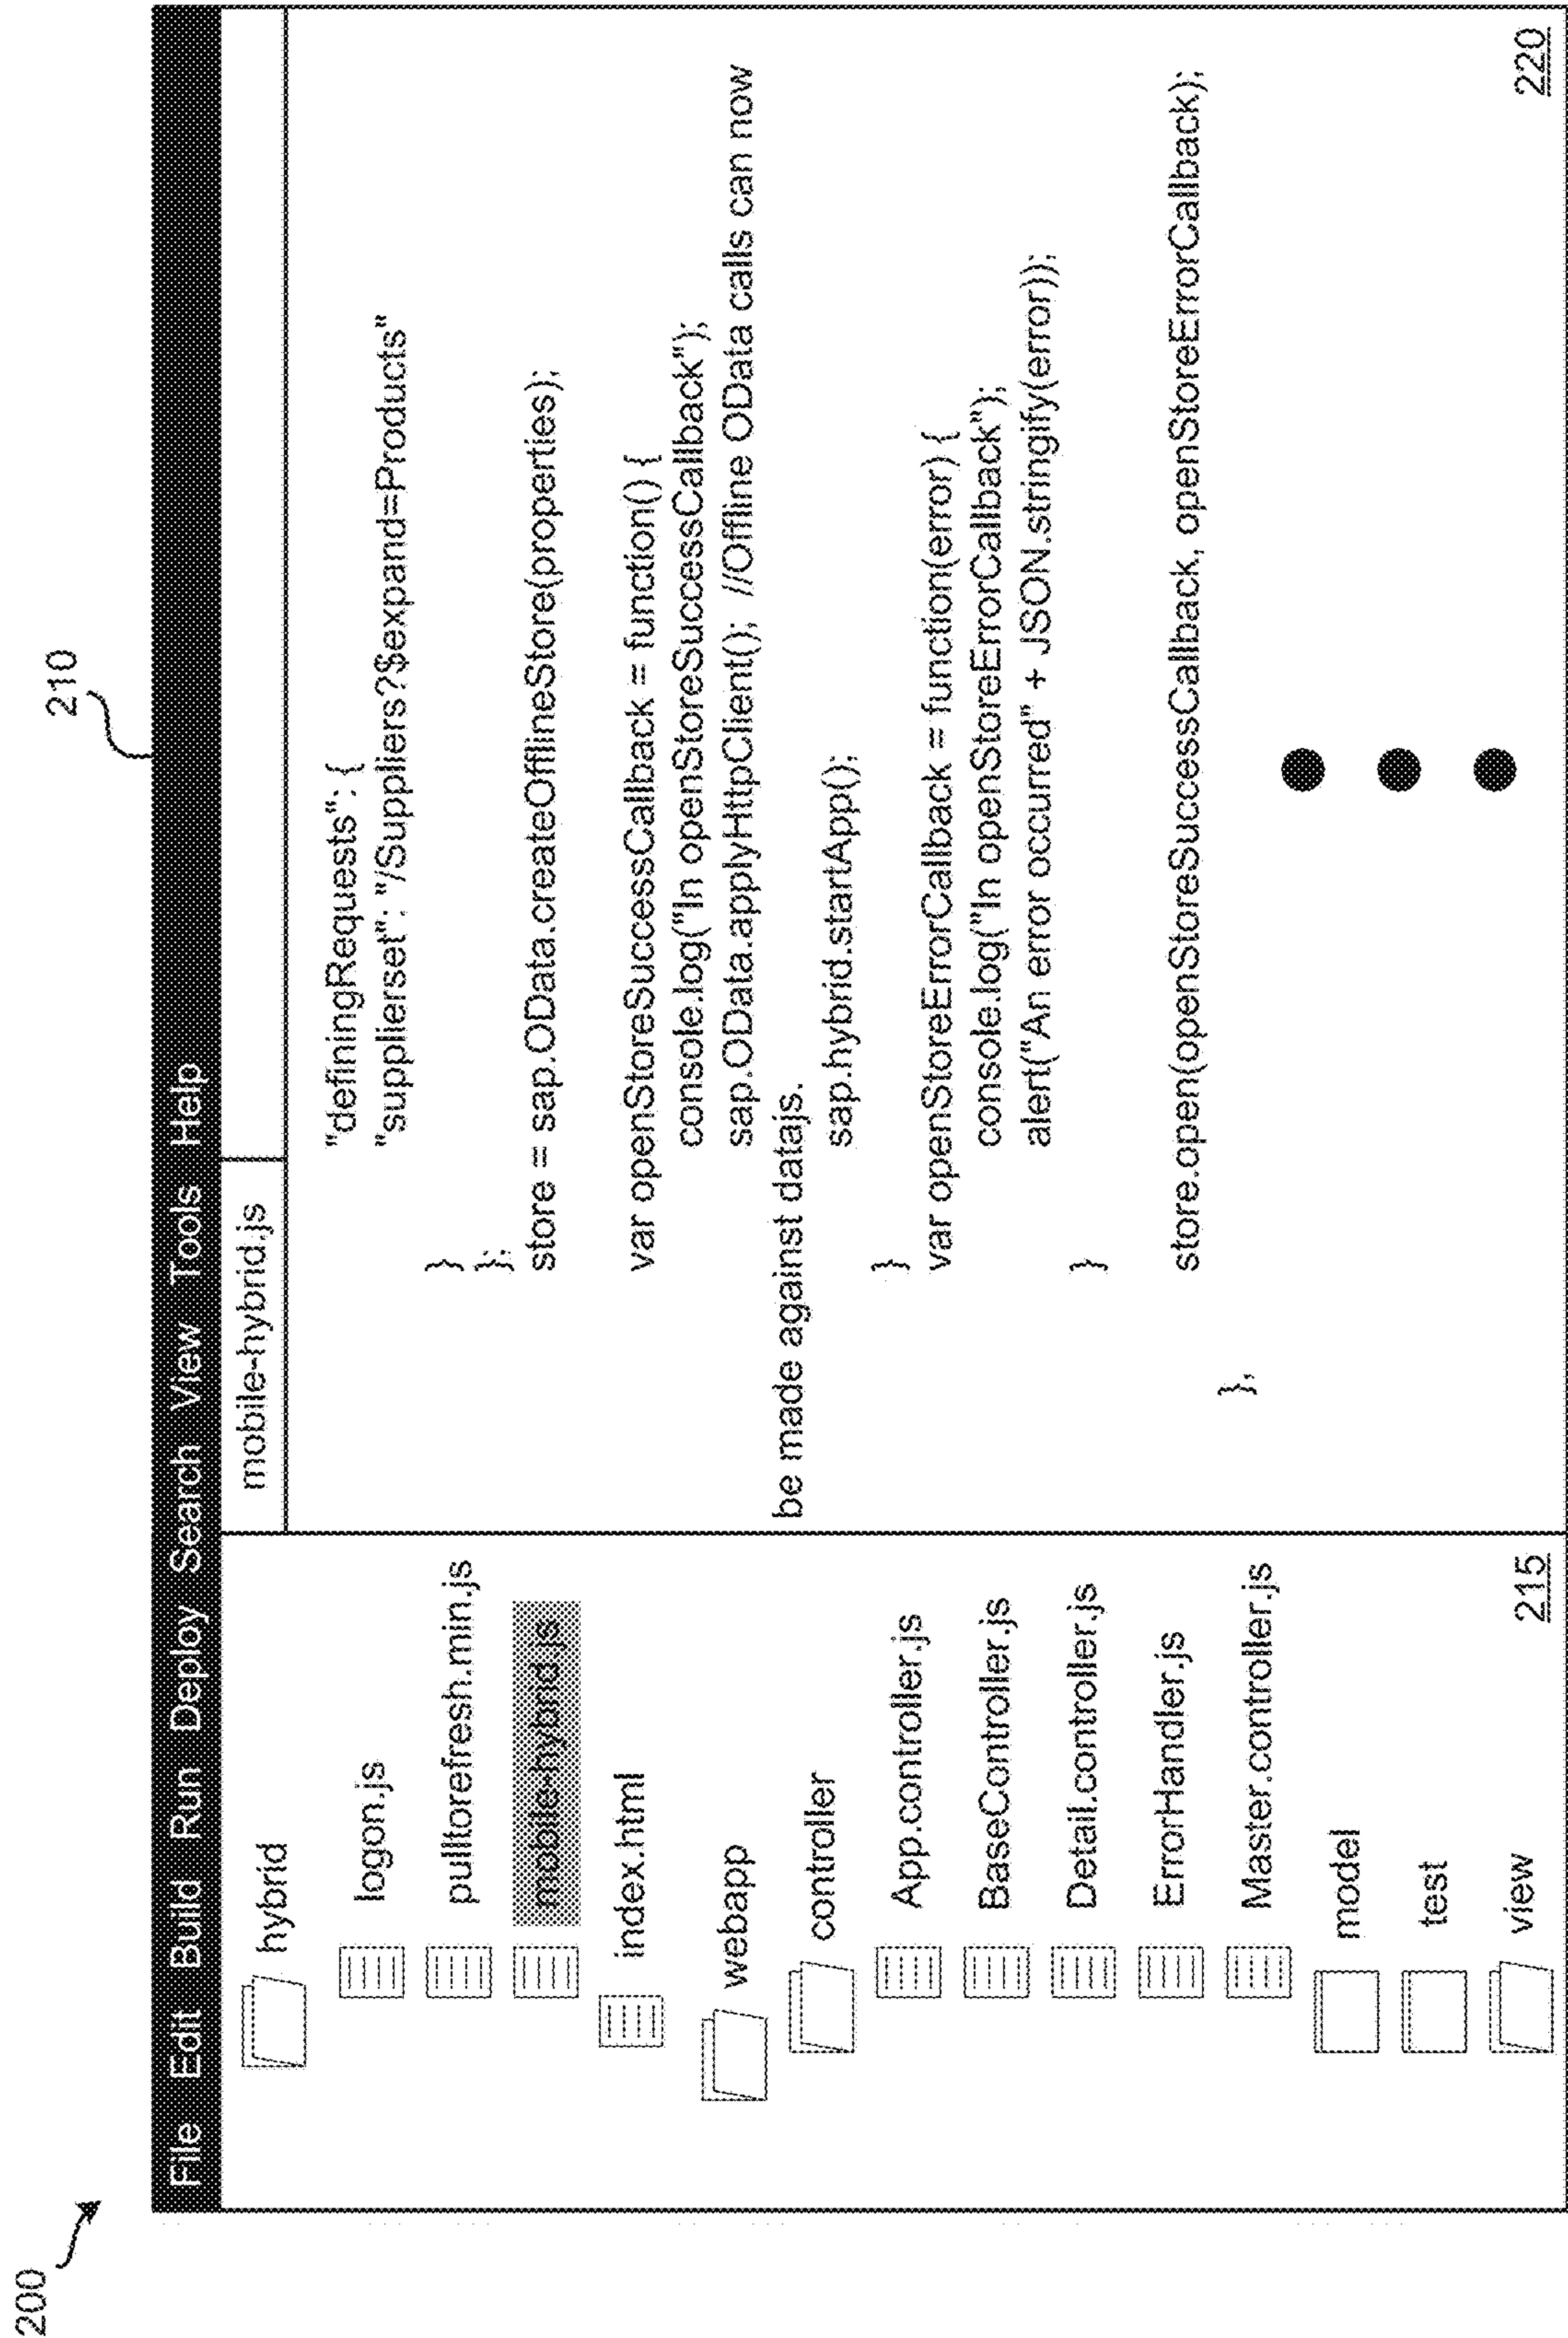 200
210
File Edit Build Run Deploy Search View Tools Help
hybrid
logon.js
pulltorefresh.min.js
mobile-hybrid.js
index.html
webapp
controller
App.controller.js
BaseController.js
Detail.controller.js
ErrorHandler.js
Master.controller.js
model
test
view
215
mobile-hybrid.js
"definingRequests": {
"supplierset": "/Suppliers?$expand=Products"
}
};
store = sap.OData.createOfflineStore(properties);
var openStoreSuccessCallback = function() {
console.log("In openStoreSuccessCallback");
sap.OData.applyHttpClient(); //Offline OData calls can now
be made against datajs.
sap.hybrid.startApp();
}
var openStoreErrorCallback = function(error) {
console.log("In openStoreErrorCallback");
alert("An error occurred" + JSON.stringify(error));
}
store.open(openStoreSuccessCallback, openStoreErrorCallback);
},
220